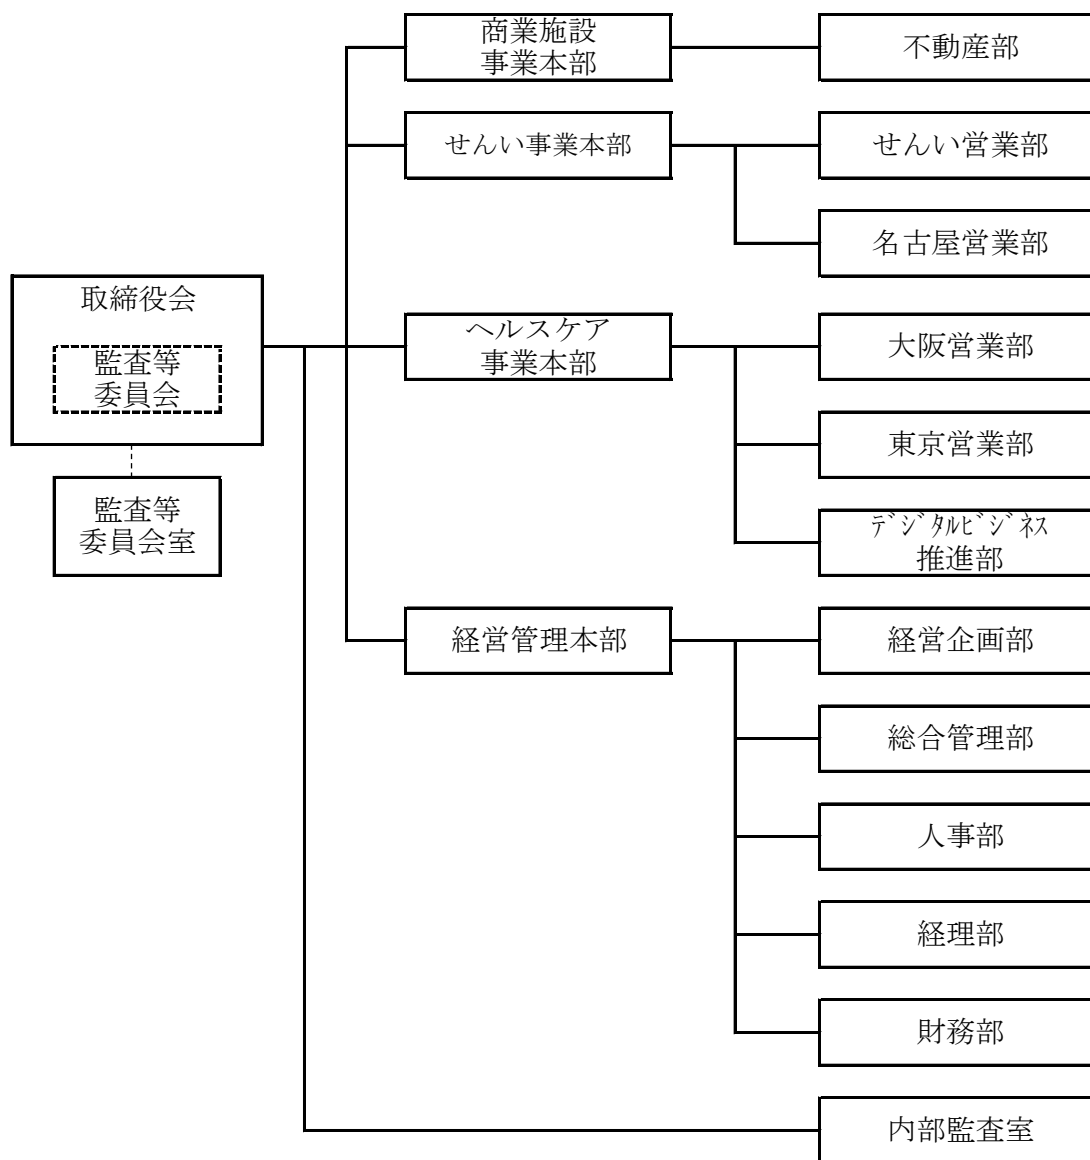 商業施設
事業本部
不動産部
せんい事業本部
せんい営業部
名古屋営業部
取締役会
監査等
委員会
監査等
委員会室
ヘルスケア
事業本部
大阪営業部
東京営業部
ﾃﾞｼﾞﾀﾙﾋﾞｼﾞﾈｽ
推進部
経営管理本部
経営企画部
総合管理部
人事部
経理部
財務部
内部監査室